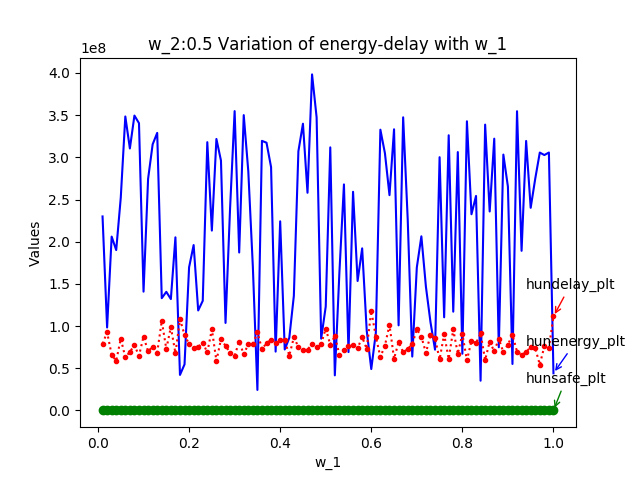 w_2:0.5 Variation of energy-delay with w_1
1e8
4.0
3.5
3.0
2.5
2.0
1.5
1.0
0.5
0.0
Values
hundelay_plt
hunenergy_plt
hunsafe_plt
0.0 0.2 0.4 0.6 0.8 1.0
w_1